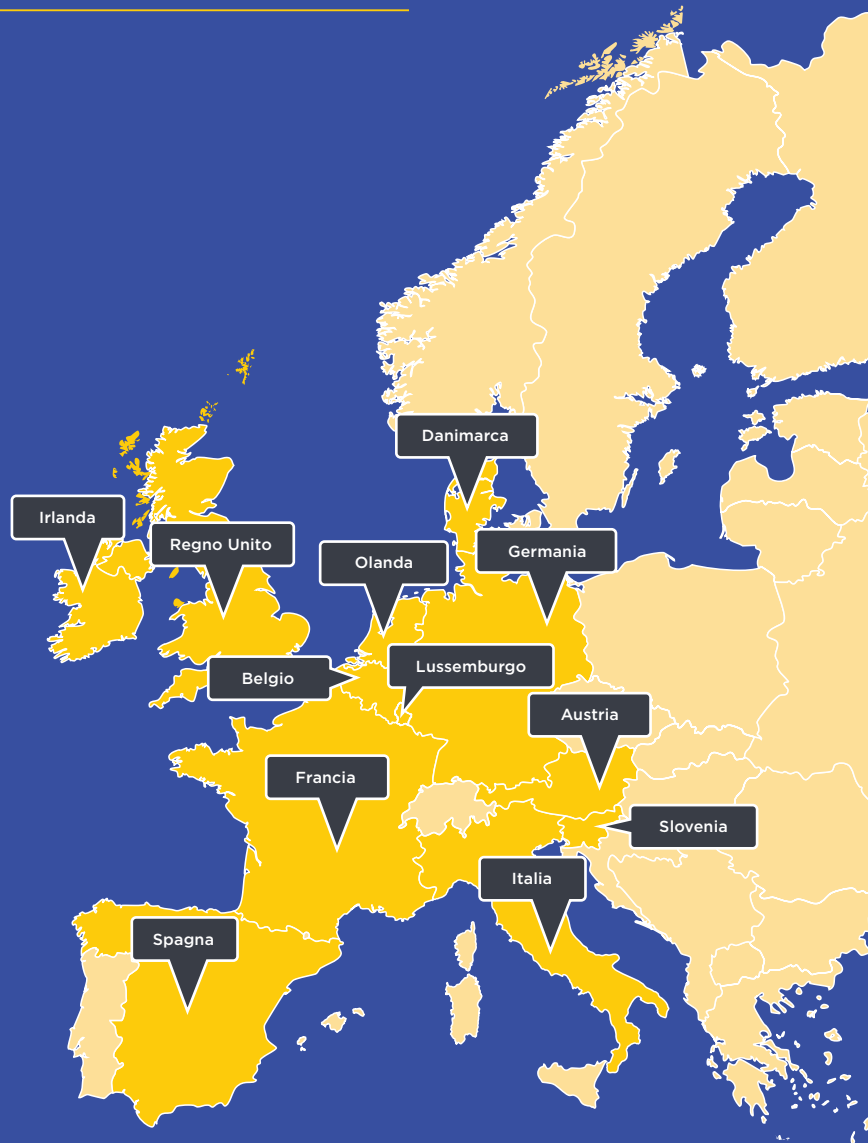 Danimarca
Irlanda
Regno Unito
Olanda
Germania
Belgio
Lussemburgo
Austria
Francia
Slovenia
Italia
Spagna